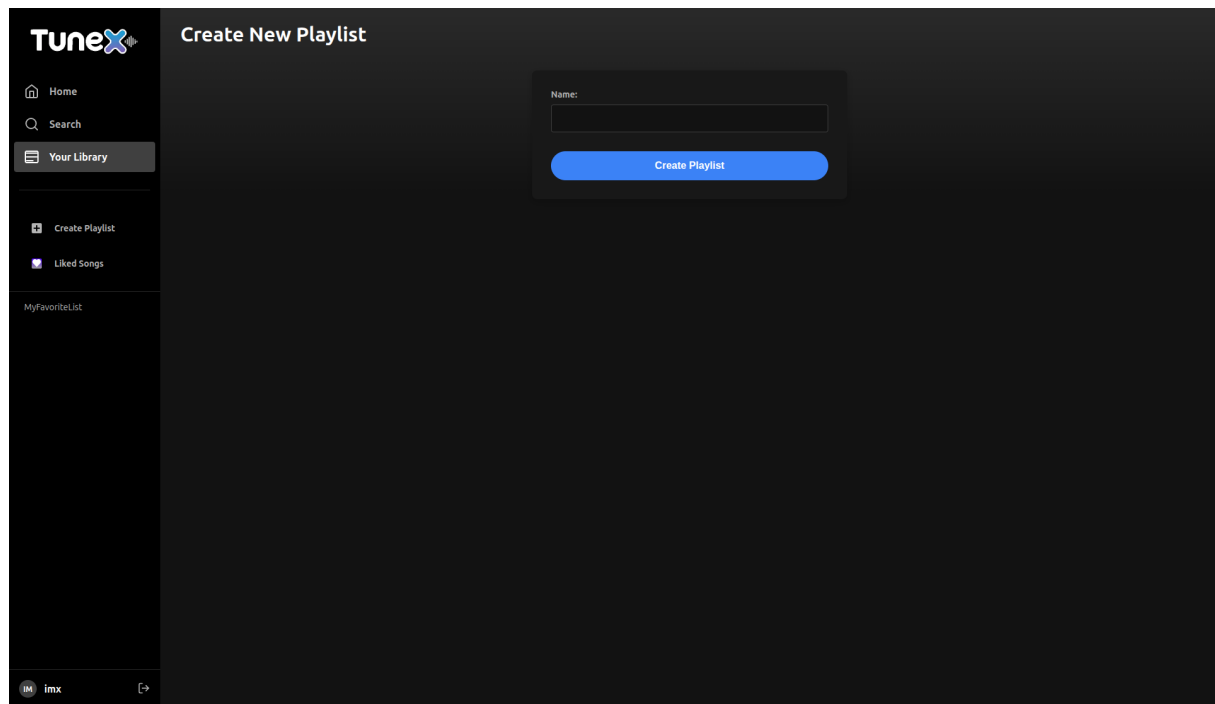 TuneX
Home
Search
Your Library
Create Playlist
Liked Songs
MyFavoriteList
IM imx
Create New Playlist
Name:
Create Playlist